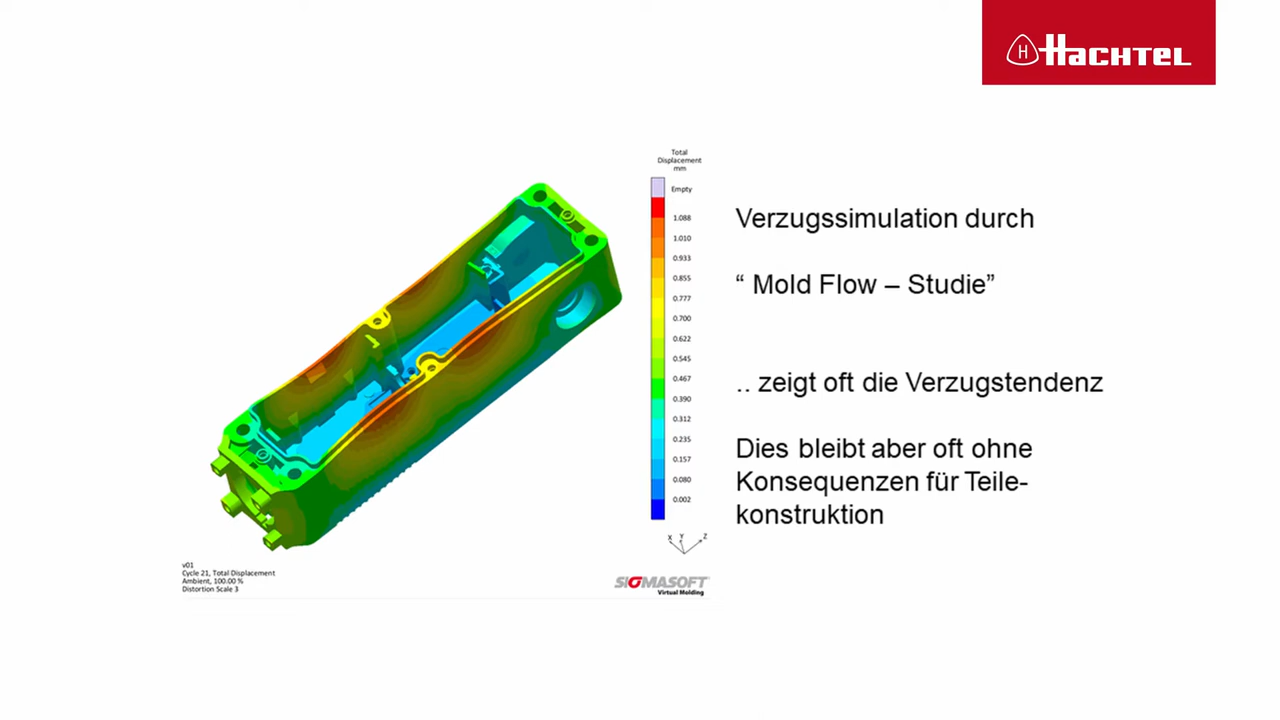 HACHTEL
Total
Displacement
mm
Empty
1.088
1.010
0.933
0.855
0.777
0.700
0.622
0.545
0.467
0.390
0.312
0.235
0.157
0.080
0.002
X Y Z
Verzugssimulation durch
“ Mold Flow – Studie”
.. zeigt oft die Verzugstendenz
Dies bleibt aber oft ohne
Konsequenzen für Teile-
konstruktion
v01
Cycle 21, Total Displacement
Ambient, 100.00 %
Distortion Scale 3
SIGMASOFT
Virtual Molding